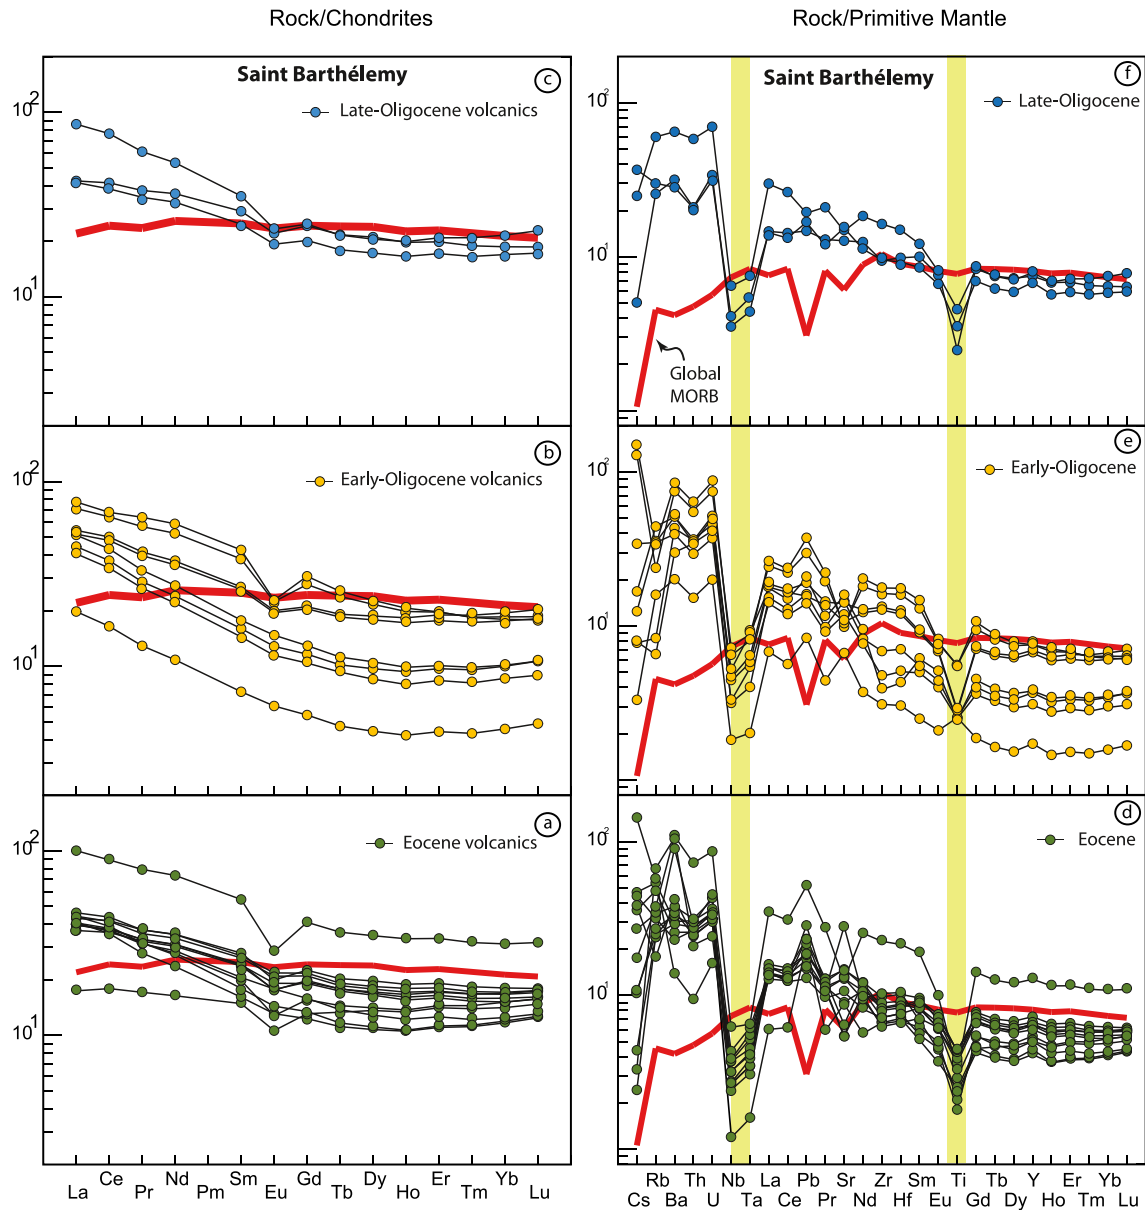 Rock/Chondrites
Rock/Primitive Mantle
Saint Barthélemy
c
Late-Oligocene volcanics
10²
10¹
Saint Barthélemy
f
Late-Oligocene
10²
10¹
Global
MORB
b
Early-Oligocene volcanics
10²
10¹
e
Early-Oligocene
10²
10¹
a
Eocene volcanics
10²
10¹
d
Eocene
10²
10¹
La Ce Pr Nd Pm Sm Eu Gd Tb Dy Ho Er Tm Yb Lu
Cs Rb Ba Th U Nb Ta La Ce Pb Pr Sr Nd Zr Hf Sm Eu Ti Gd Tb Dy Y Ho Er Tm Yb Lu